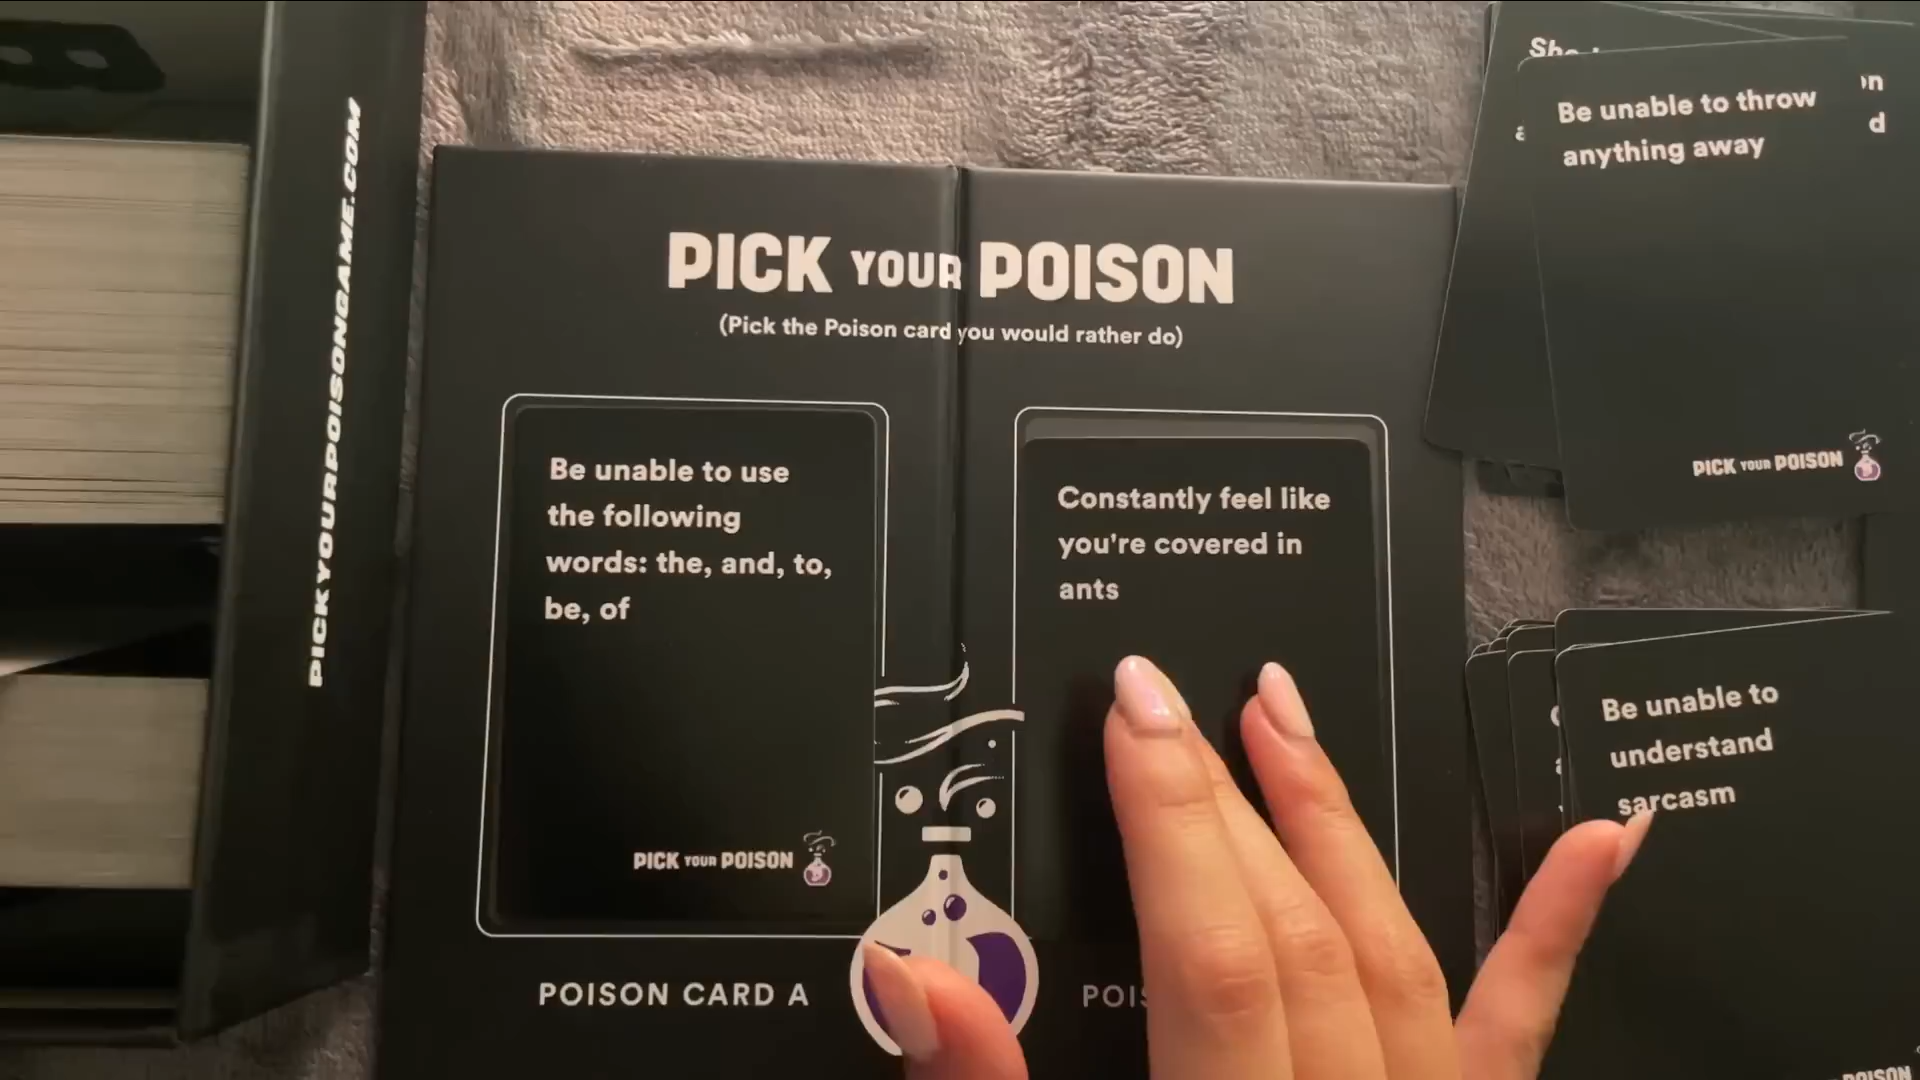 PICKYOURPOISONGAME.COM
PICK YOUR POISON
(Pick the Poison card you would rather do)
Be unable to use
the following
words: the, and, to,
be, of
PICK YOUR POISON
POISON CARD A
Constantly feel like
you're covered in
ants
Be unable to throw
anything away
PICK YOUR POISON
Be unable to
understand
sarcasm
POISON